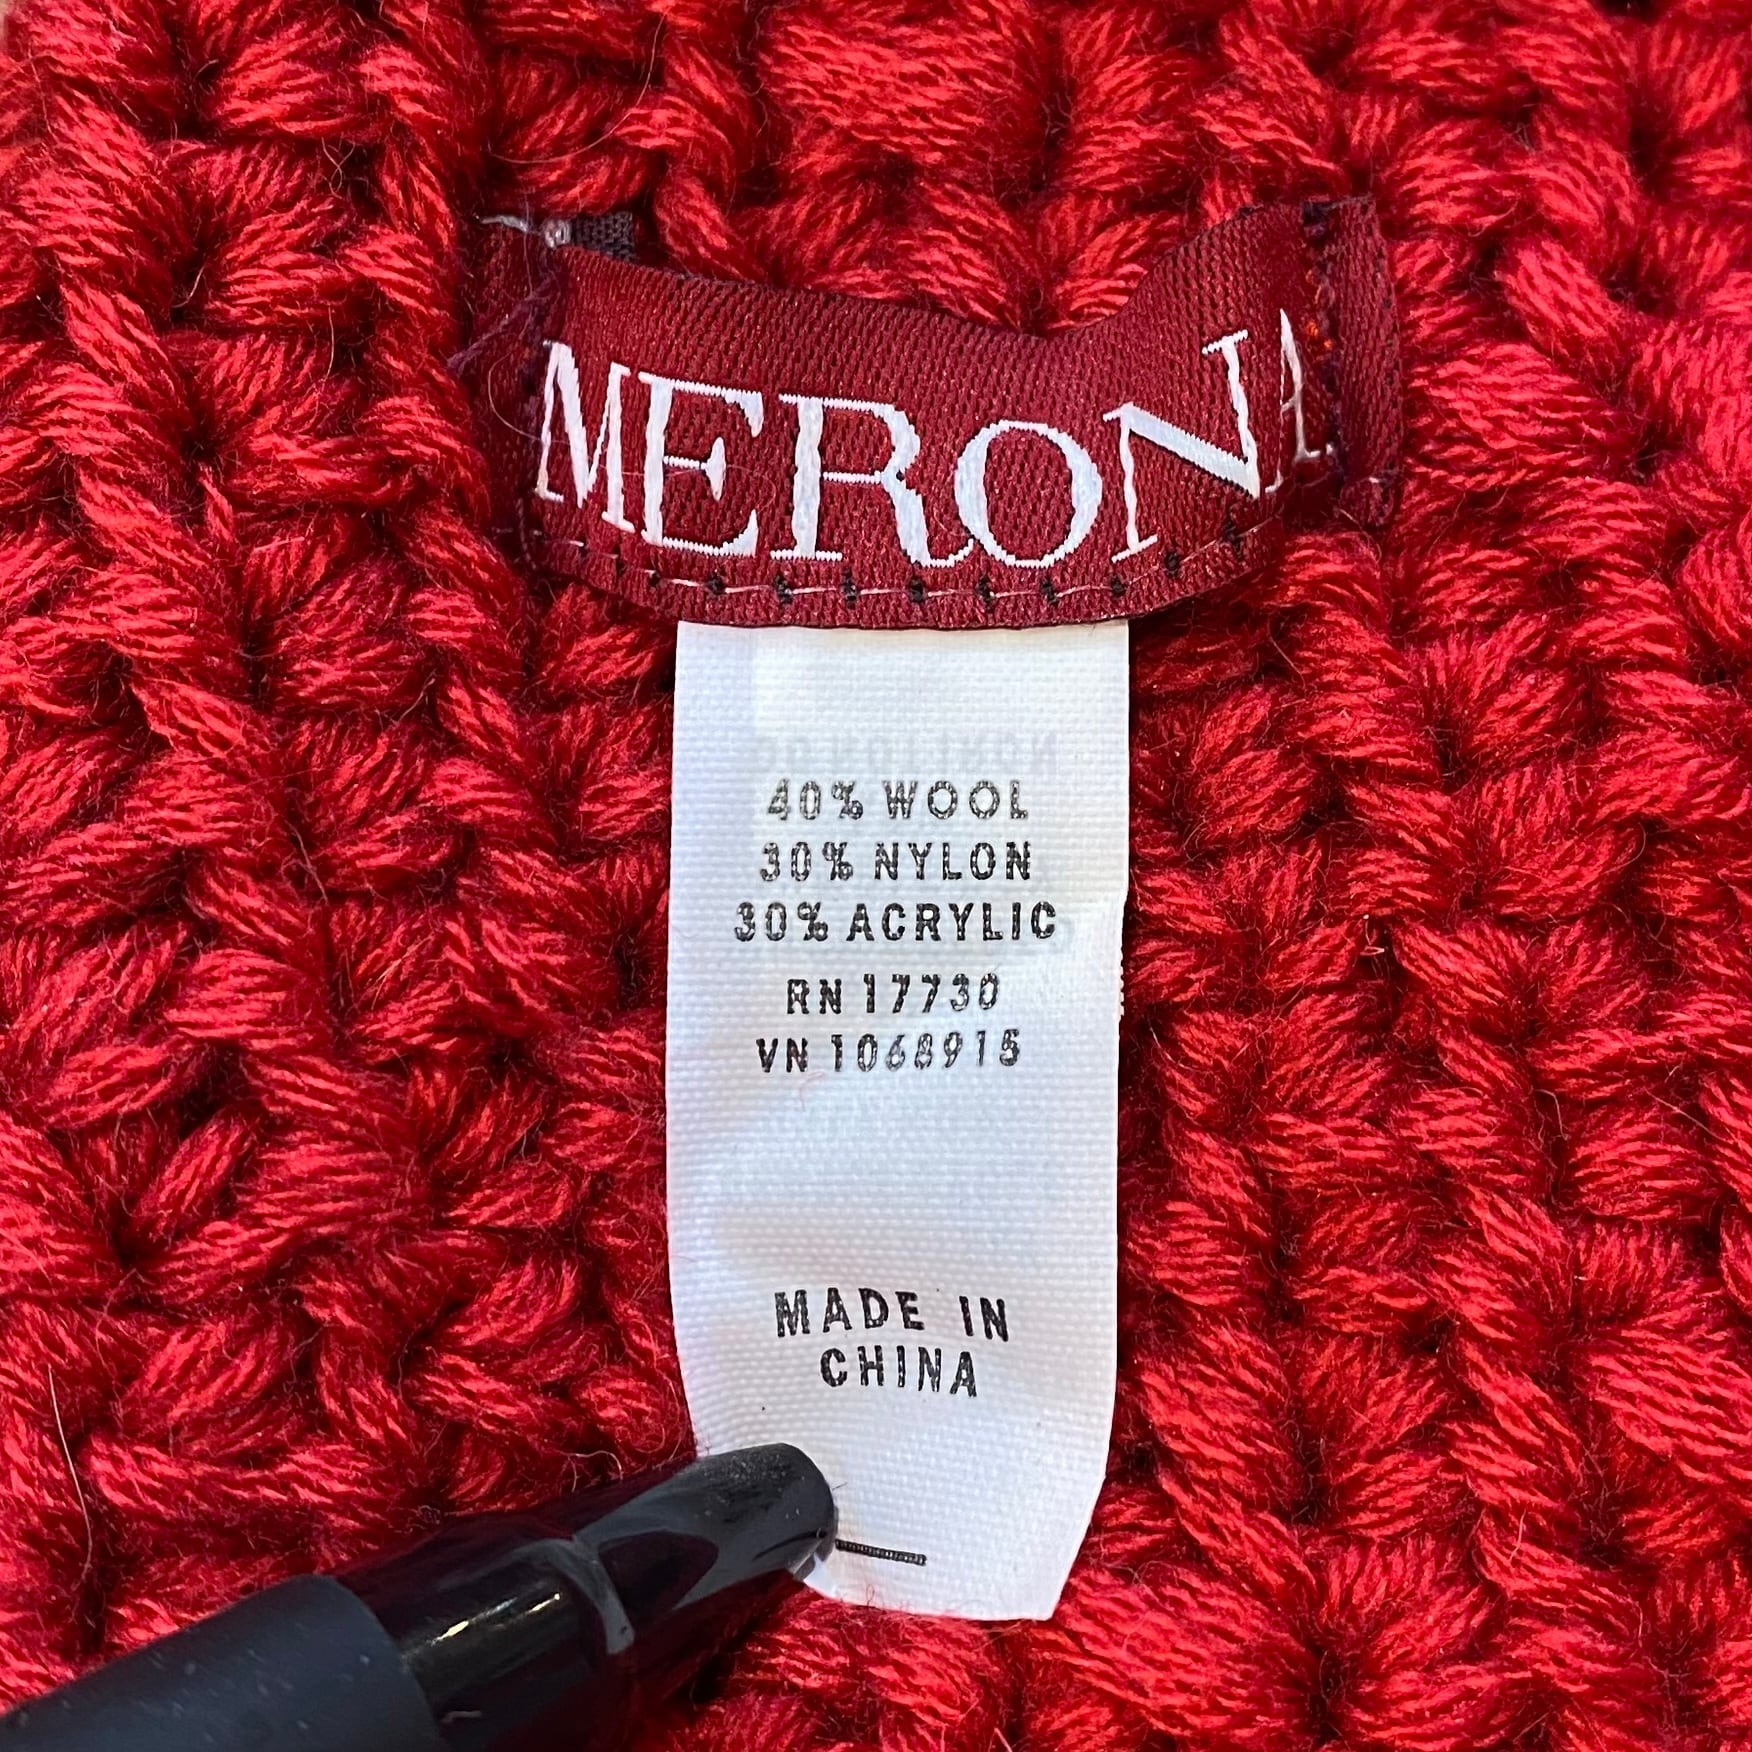 MERONA
40% WOOL
30% NYLON
30% ACRYLIC
RN 17730
VN 1068915
MADE IN
CHINA